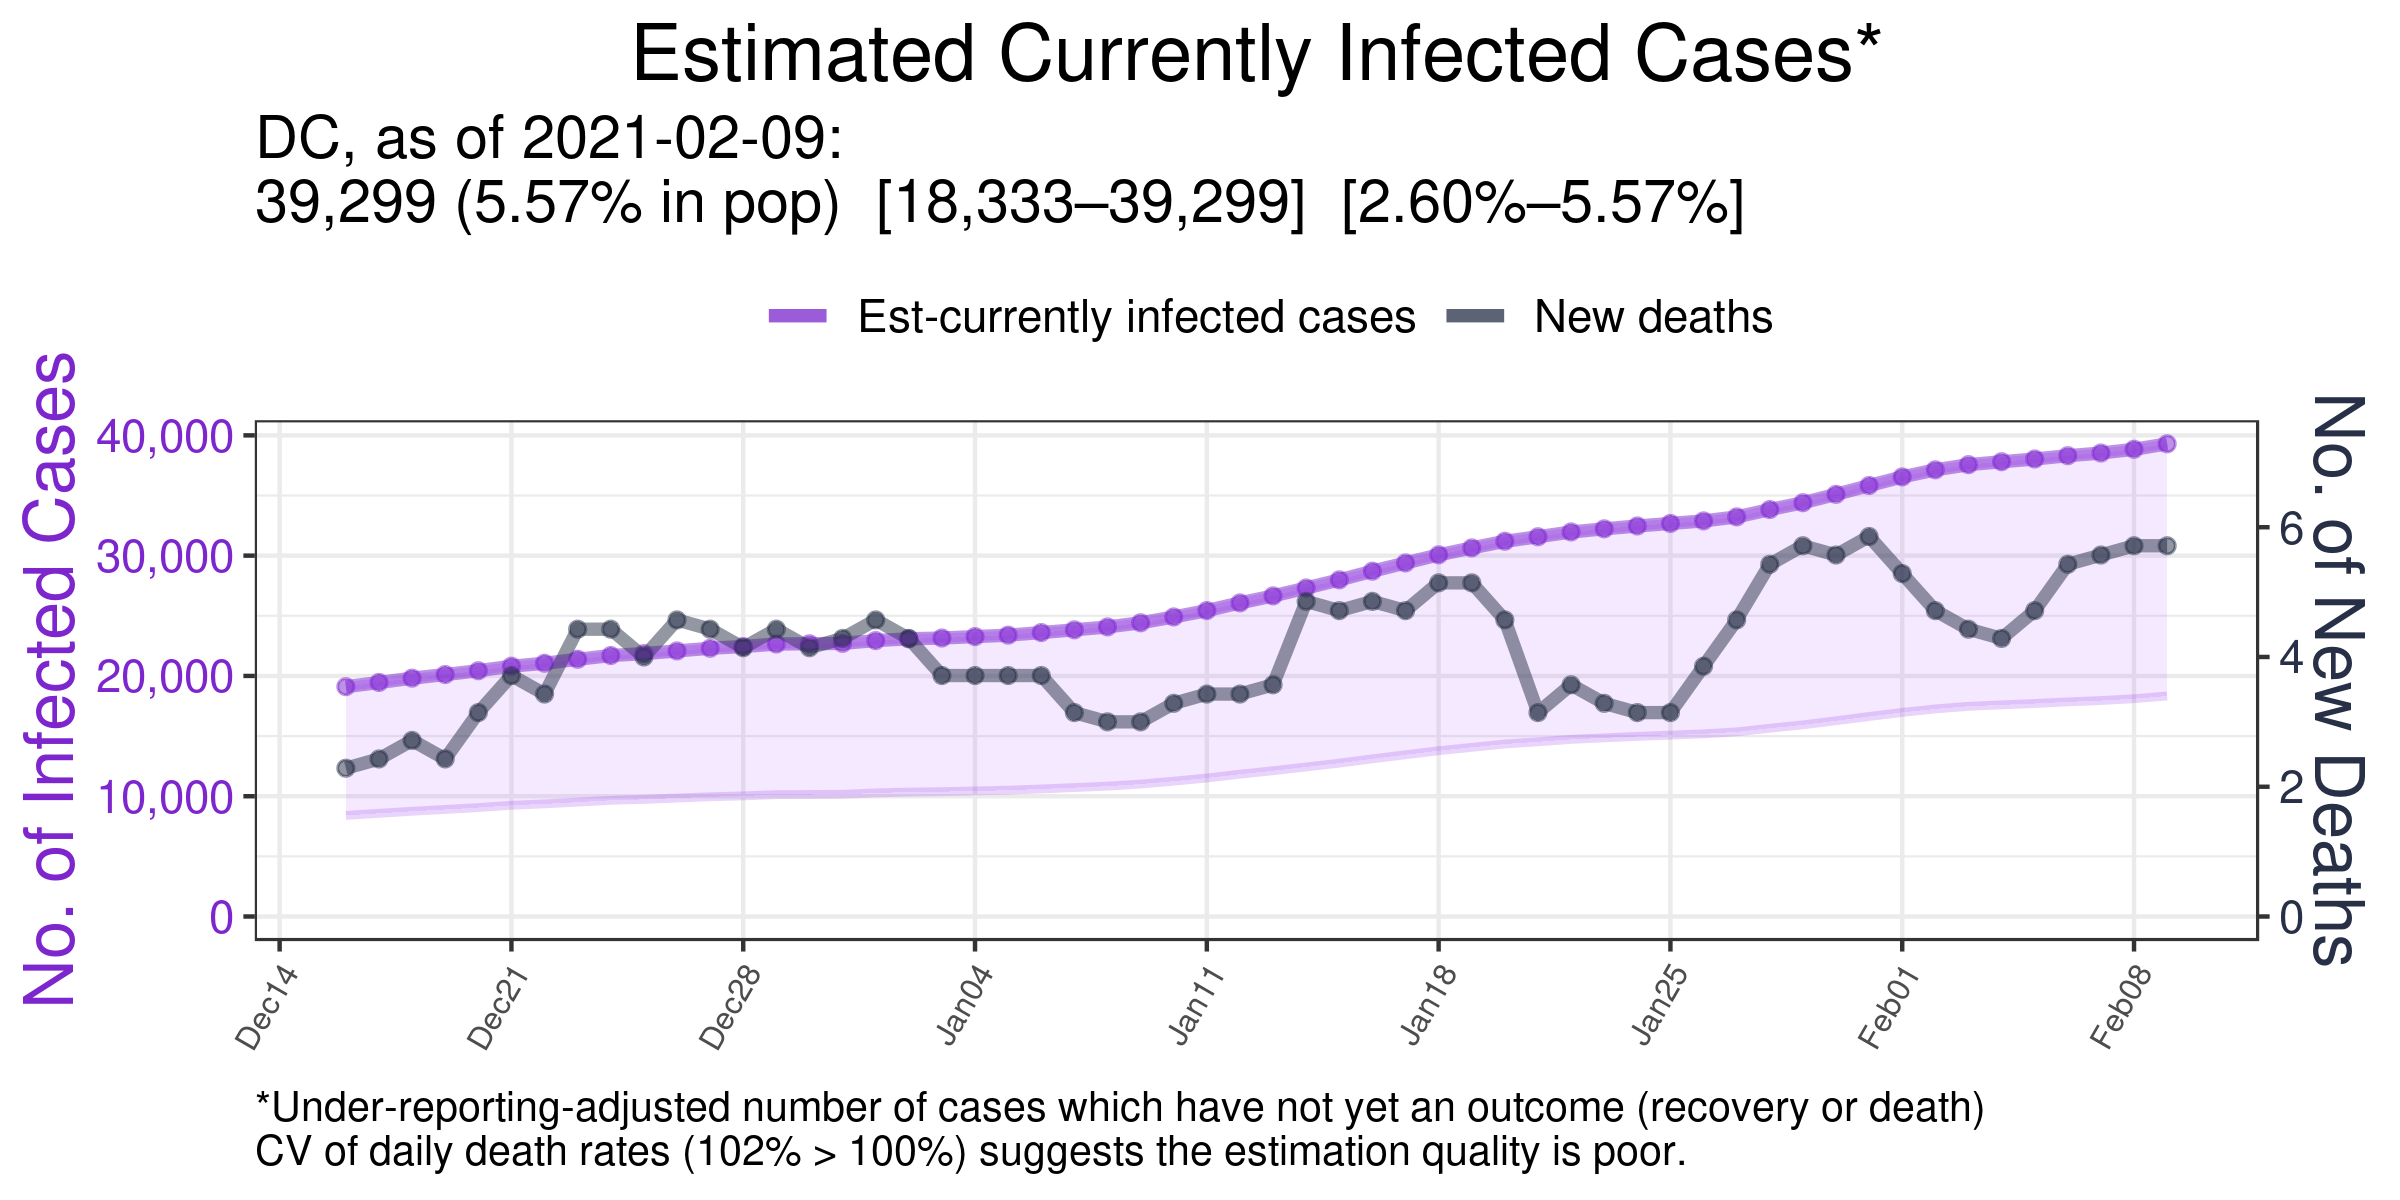 Estimated Currently Infected Cases*
DC, as of 2021-02-09:
39,299 (5.57% in pop)  [18,333–39,299]  [2.60%–5.57%]
Est-currently infected cases
New deaths
No. of Infected Cases
40,000
30,000
20,000
10,000
0
6
4
2
0
No. of New Deaths
Dec14
Dec21
Dec28
Jan04
Jan11
Jan18
Jan25
Feb01
Feb08
*Under-reporting-adjusted number of cases which have not yet an outcome (recovery or death)
CV of daily death rates (102% > 100%) suggests the estimation quality is poor.